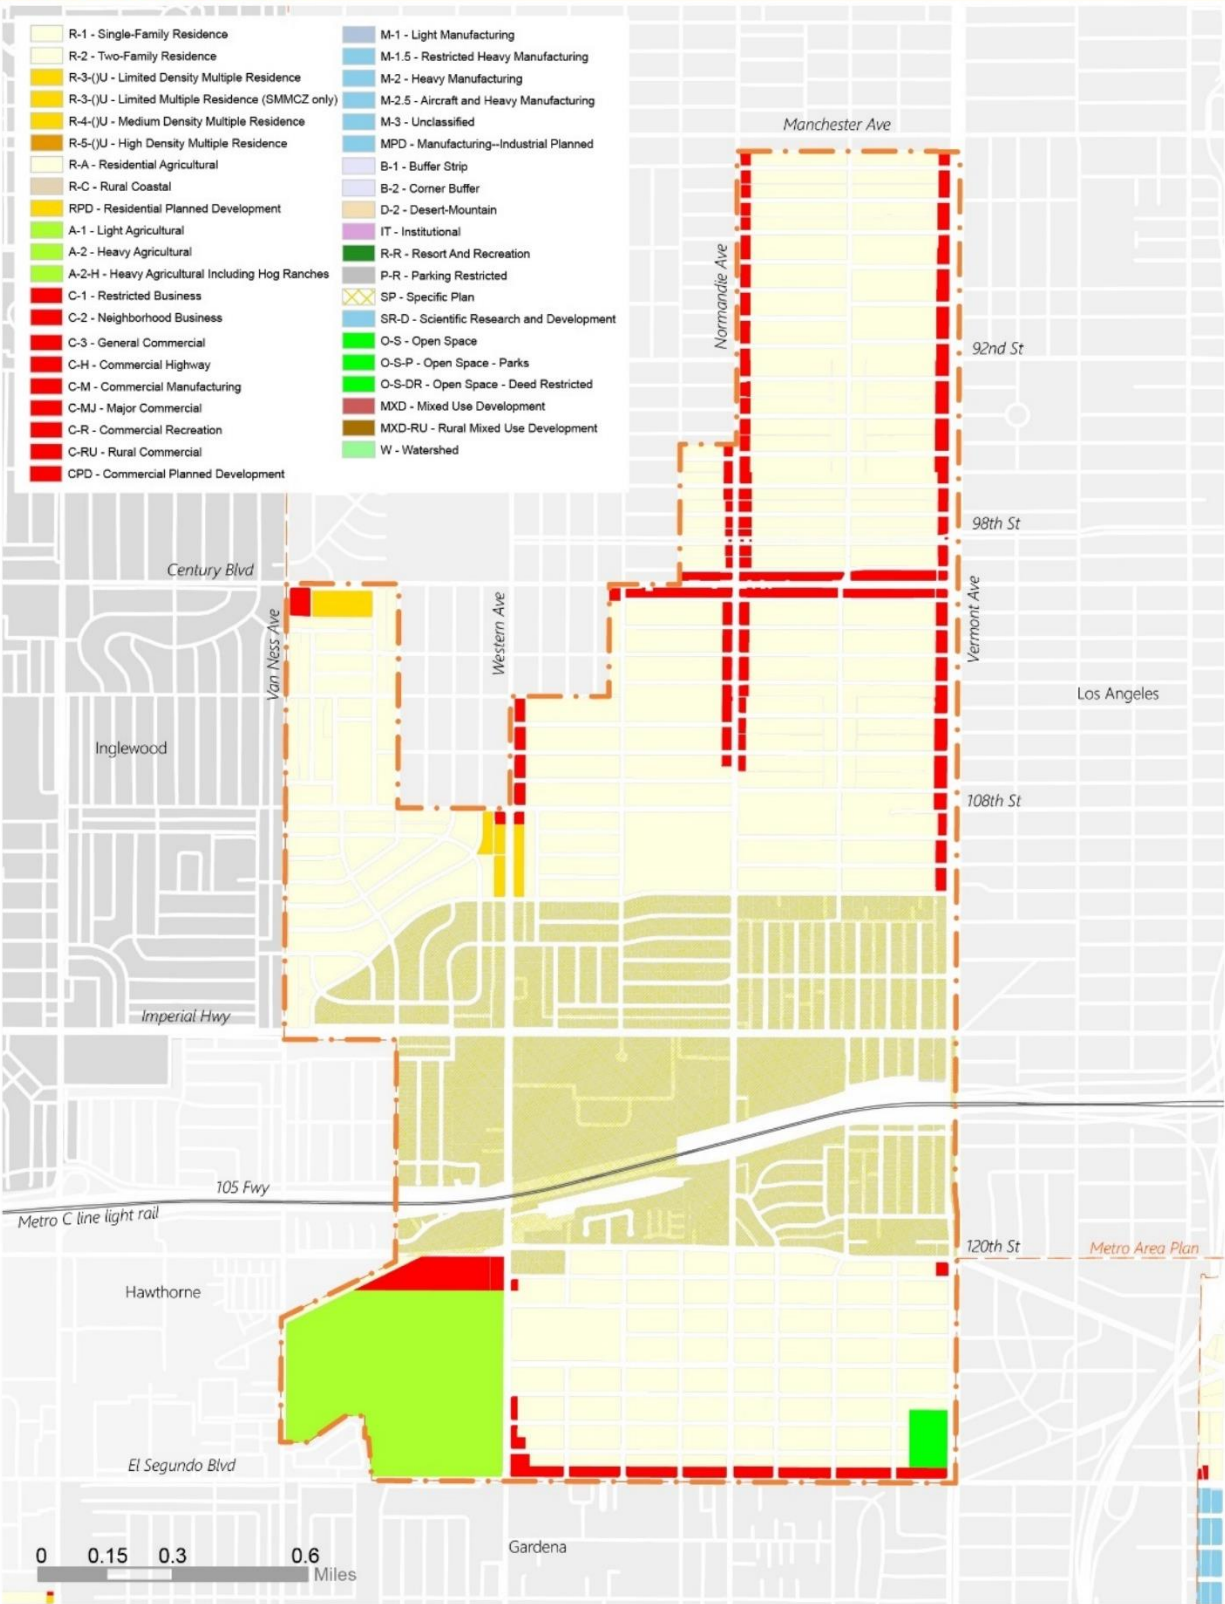 R-1 - Single-Family Residence
R-2 - Two-Family Residence
R-3-()U - Limited Density Multiple Residence
R-3-()U - Limited Multiple Residence (SMMCZ only)
R-4-()U - Medium Density Multiple Residence
R-5-()U - High Density Multiple Residence
R-A - Residential Agricultural
R-C - Rural Coastal
RPD - Residential Planned Development
A-1 - Light Agricultural
A-2 - Heavy Agricultural
A-2-H - Heavy Agricultural Including Hog Ranches
C-1 - Restricted Business
C-2 - Neighborhood Business
C-3 - General Commercial
C-H - Commercial Highway
C-M - Commercial Manufacturing
C-MJ - Major Commercial
C-R - Commercial Recreation
C-RU - Rural Commercial
CPD - Commercial Planned Development
M-1 - Light Manufacturing
M-1.5 - Restricted Heavy Manufacturing
M-2 - Heavy Manufacturing
M-2.5 - Aircraft and Heavy Manufacturing
M-3 - Unclassified
MPD - Manufacturing--Industrial Planned
B-1 - Buffer Strip
B-2 - Corner Buffer
D-2 - Desert-Mountain
IT - Institutional
R-R - Resort And Recreation
P-R - Parking Restricted
SP - Specific Plan
SR-D - Scientific Research and Development
O-S - Open Space
O-S-P - Open Space - Parks
O-S-DR - Open Space - Deed Restricted
MXD - Mixed Use Development
MXD-RU - Rural Mixed Use Development
W - Watershed
Manchester Ave
Normandie Ave
92nd St
98th St
Century Blvd
Van Ness Ave
Western Ave
Vermont Ave
Los Angeles
Inglewood
108th St
Imperial Hwy
105 Fwy
Metro C line light rail
120th St
Metro Area Plan
Hawthorne
El Segundo Blvd
Gardena
0 0.15 0.3 0.6
Miles